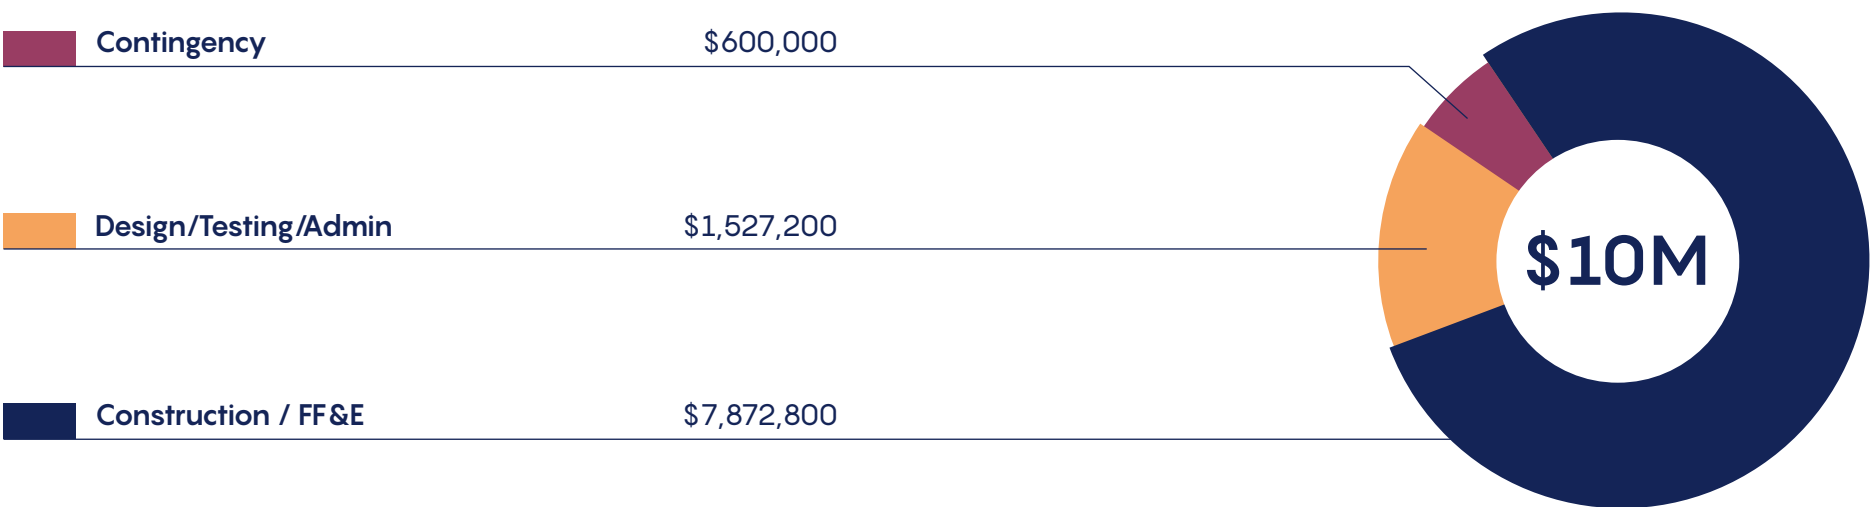 Contingency $600,000
Design/Testing/Admin $1,527,200
$10M
Construction / FF&E $7,872,800